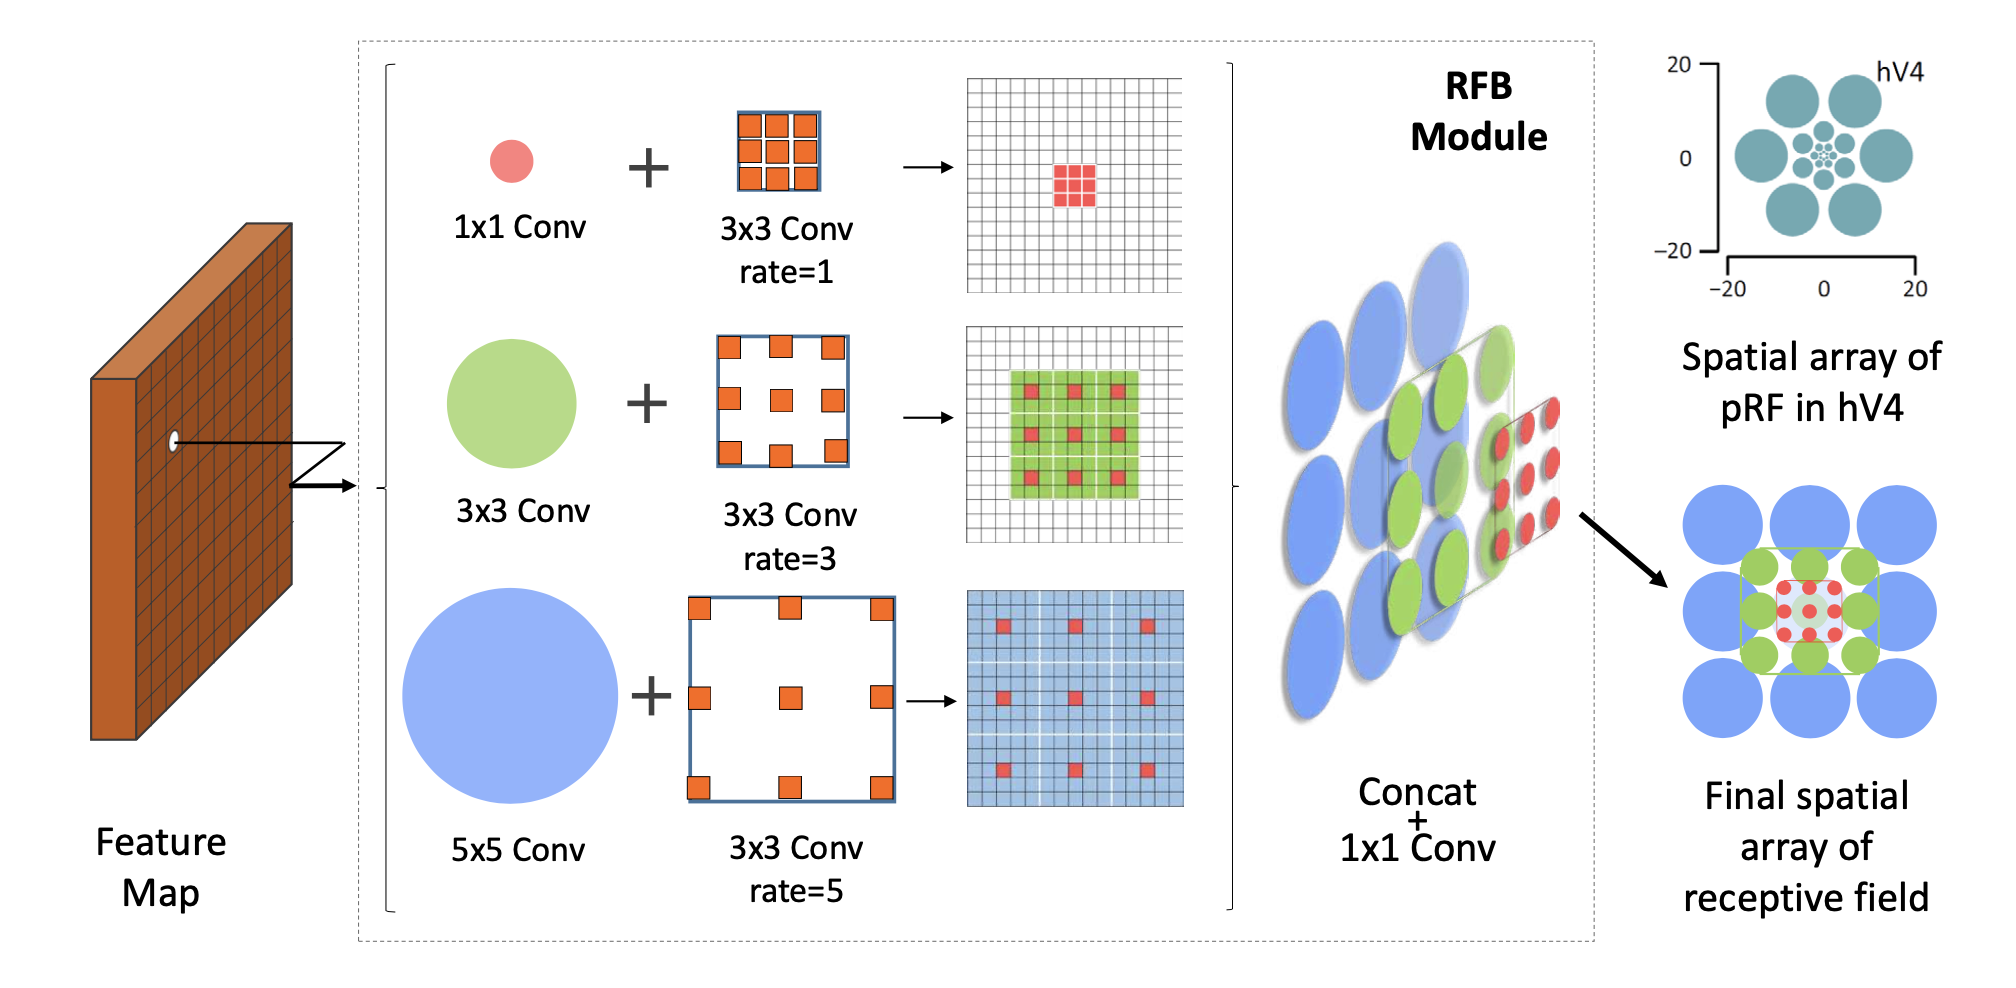 Feature
Map
1x1 Conv
3x3 Conv
rate=1
3x3 Conv
3x3 Conv
rate=3
5x5 Conv
3x3 Conv
rate=5
RFB
Module
Concat
+
1x1 Conv
20
hV4
0
−20
−20 0 20
Spatial array of
pRF in hV4
Final spatial
array of
receptive field